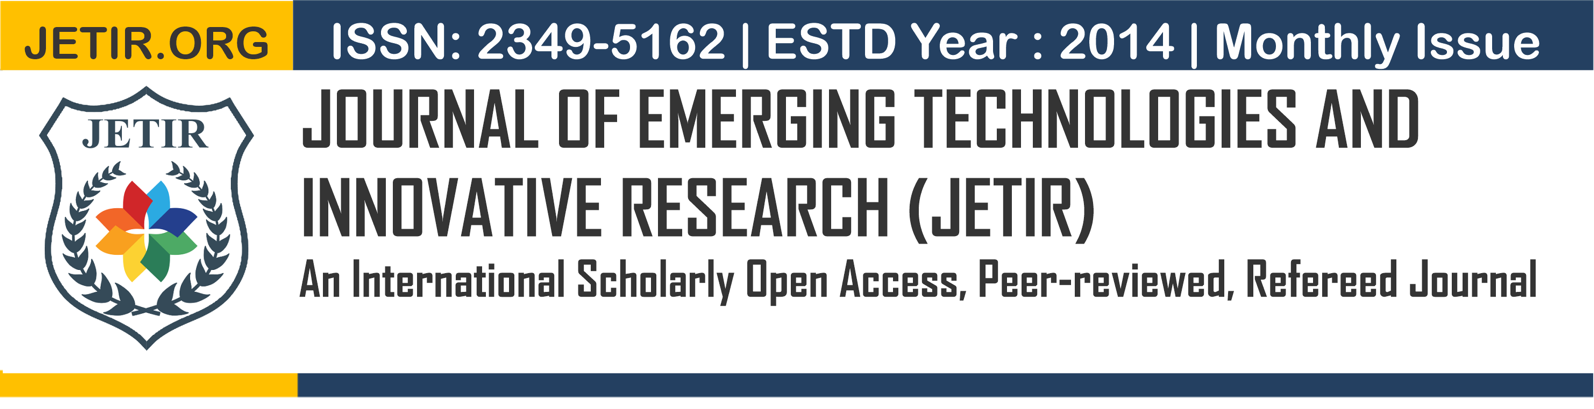 JETIR.ORG
ISSN: 2349-5162 | ESTD Year : 2014 | Monthly Issue
JETIR
JOURNAL OF EMERGING TECHNOLOGIES AND
INNOVATIVE RESEARCH (JETIR)
An International Scholarly Open Access, Peer-reviewed, Refereed Journal